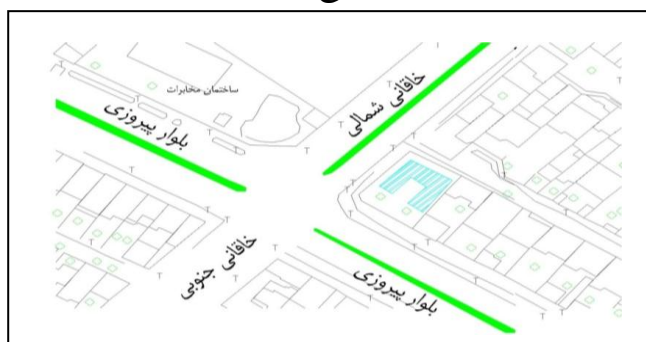 ساختمان مخابرات
خاقانی شمالی
بلوار پیروزی
خاقانی جنوبی
بلوار پیروزی